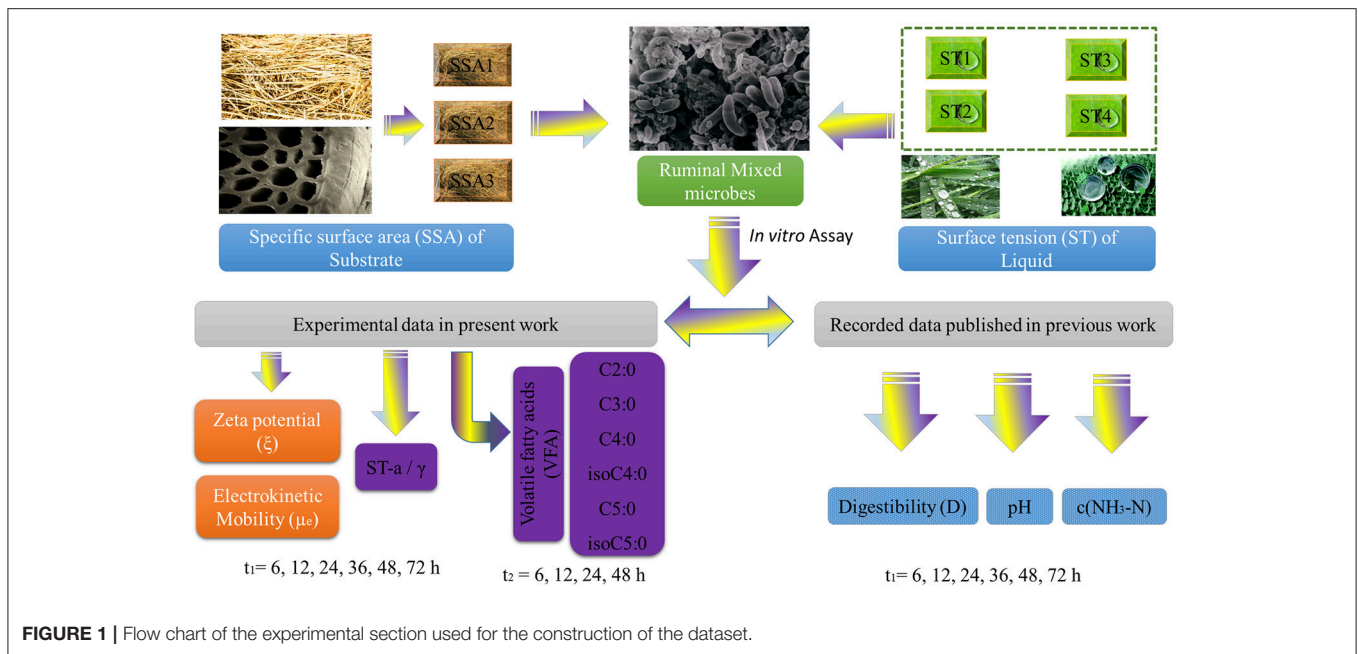 SSA1
SSA2
SSA3
Specific surface area (SSA) of
Substrate
Ruminal Mixed
microbes
ST1
ST3
ST2
ST4
Surface tension (ST) of
Liquid
In vitro Assay
Experimental data in present work
Recorded data published in previous work
Zeta potential
(ξ)
Electrokinetic
Mobility (μe)
ST-a / γ
Volatile fatty acids
(VFA)
C2:0
C3:0
C4:0
isoC4:0
C5:0
isoC5:0
Digestibility (D)
pH
c(NH₃-N)
t₁= 6, 12, 24, 36, 48, 72 h
t₂ = 6, 12, 24, 48 h
t₁= 6, 12, 24, 36, 48, 72 h
FIGURE 1 | Flow chart of the experimental section used for the construction of the dataset.